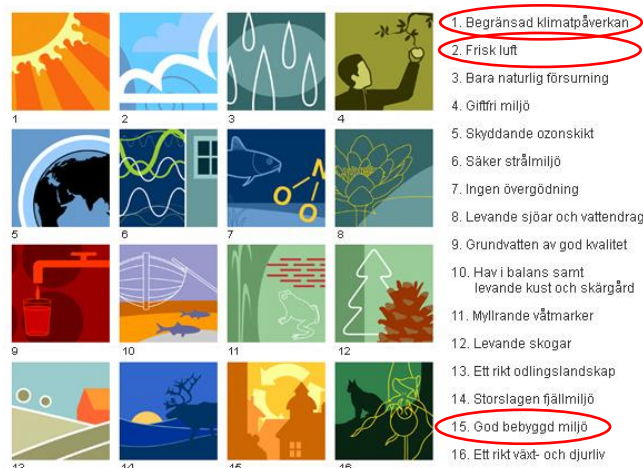 1
2
3
4
5
6
7
8
9
10
11
12
13
14
15
16
O
N
O
O
1. Begränsad klimatpåverkan
2. Frisk luft
3. Bara naturlig försurning
4. Giftfri miljö
5. Skyddande ozonskikt
6. Säker strålmiljö
7. Ingen övergödning
8. Levande sjöar och vattendrag
9. Grundvatten av god kvalitet
10. Hav i balans samt
levande kust och skärgård
11. Myllrande våtmarker
12. Levande skogar
13. Ett rikt odlingslandskap
14. Storslagen fjällmiljö
15. God bebyggd miljö
16. Ett rikt växt- och djurliv